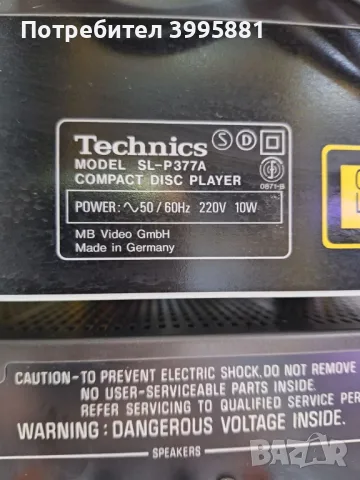 Потребител 3995881
Technics
S D
MODEL SL-P377A
COMPACT DISC PLAYER
0871-B
POWER: ∿50/60Hz 220V 10W
MB Video GmbH
Made in Germany
CAUTION-TO PREVENT ELECTRIC SHOCK, DO NOT REMOVE
NO USER-SERVICEABLE PARTS INSIDE.
REFER SERVICING TO QUALIFIED SERVICE PER
WARNING: DANGEROUS VOLTAGE INSIDE.
SPEAKERS
bazar